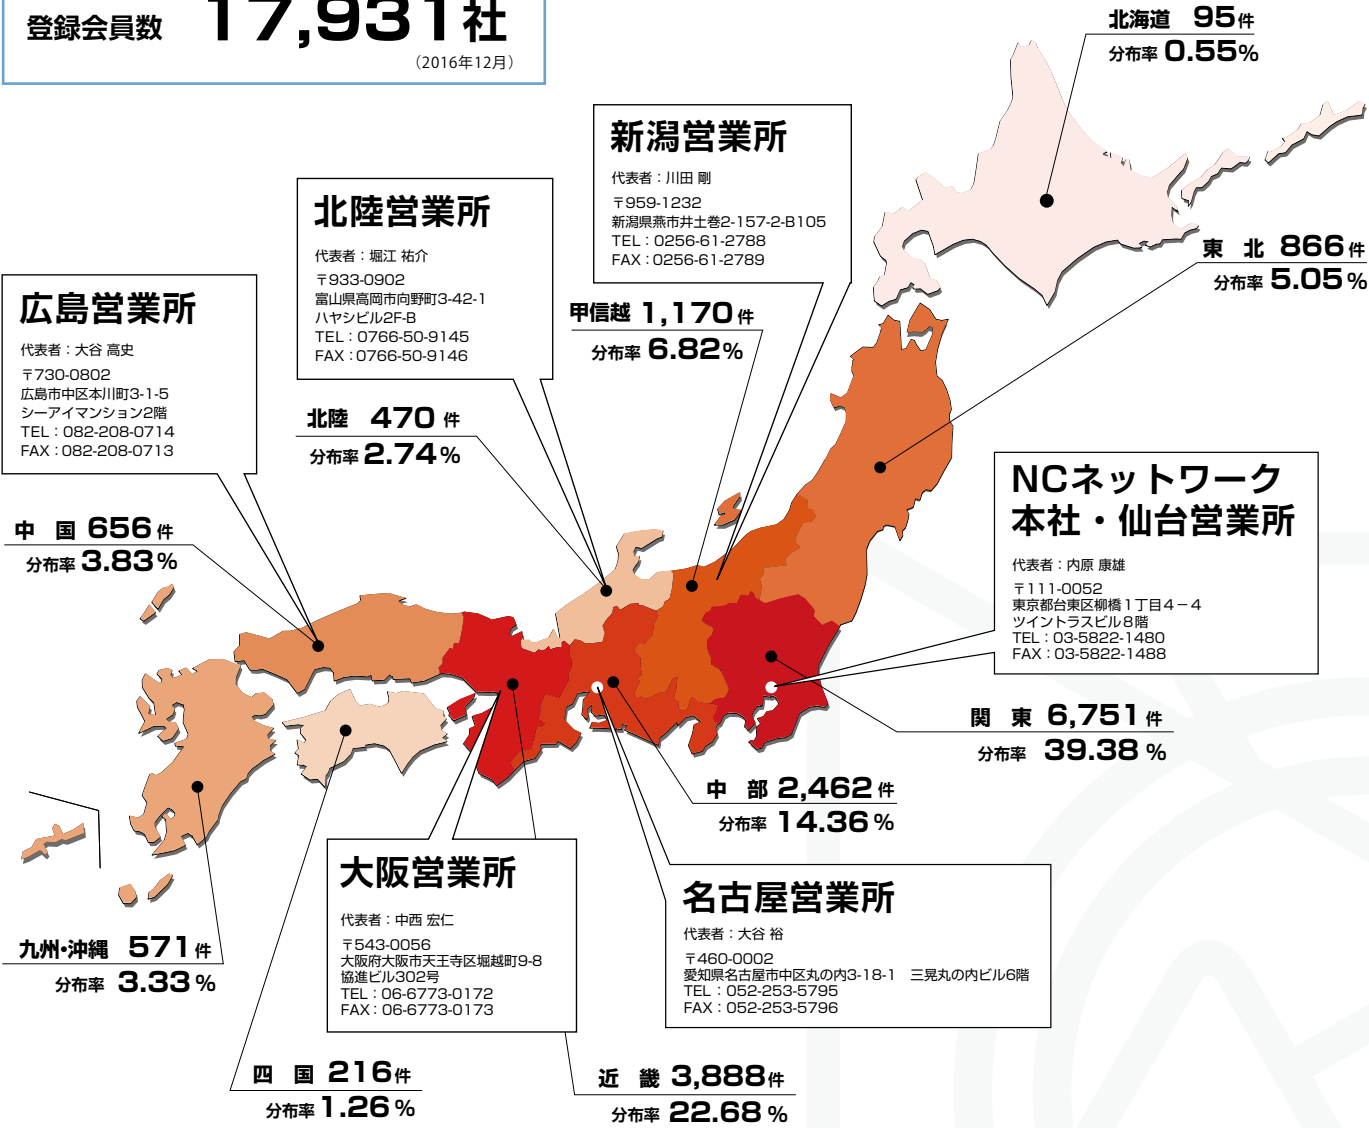 登録会員数 17,931社
（2016年12月）
北海道 95件
分布率 0.55%
新潟営業所
代表者：川田 剛
〒959-1232
新潟県燕市井土巻2-157-2-B105
TEL：0256-61-2788
FAX：0256-61-2789
北陸営業所
代表者：堀江 祐介
〒933-0902
富山県高岡市向野町3-42-1
ハヤシビル2F-B
TEL：0766-50-9145
FAX：0766-50-9146
東 北 866件
分布率 5.05%
広島営業所
代表者：大谷 高史
〒730-0802
広島市中区本川町3-1-5
シーアイマンション2階
TEL：082-208-0714
FAX：082-208-0713
甲信越 1,170件
分布率 6.82%
北陸 470件
分布率 2.74%
NCネットワーク
本社・仙台営業所
代表者：内原 康雄
〒111-0052
東京都台東区柳橋1丁目4－4
ツイントラスビル8階
TEL：03-5822-1480
FAX：03-5822-1488
中 国 656件
分布率 3.83%
関 東 6,751件
分布率 39.38%
中 部 2,462件
分布率 14.36%
大阪営業所
代表者：中西 宏仁
〒543-0056
大阪府大阪市天王寺区堀越町9-8
協進ビル302号
TEL：06-6773-0172
FAX：06-6773-0173
名古屋営業所
代表者：大谷 裕
〒460-0002
愛知県名古屋市中区丸の内3-18-1 三晃丸の内ビル6階
TEL：052-253-5795
FAX：052-253-5796
九州・沖縄 571件
分布率 3.33%
四 国 216件
分布率 1.26%
近 畿 3,888件
分布率 22.68%